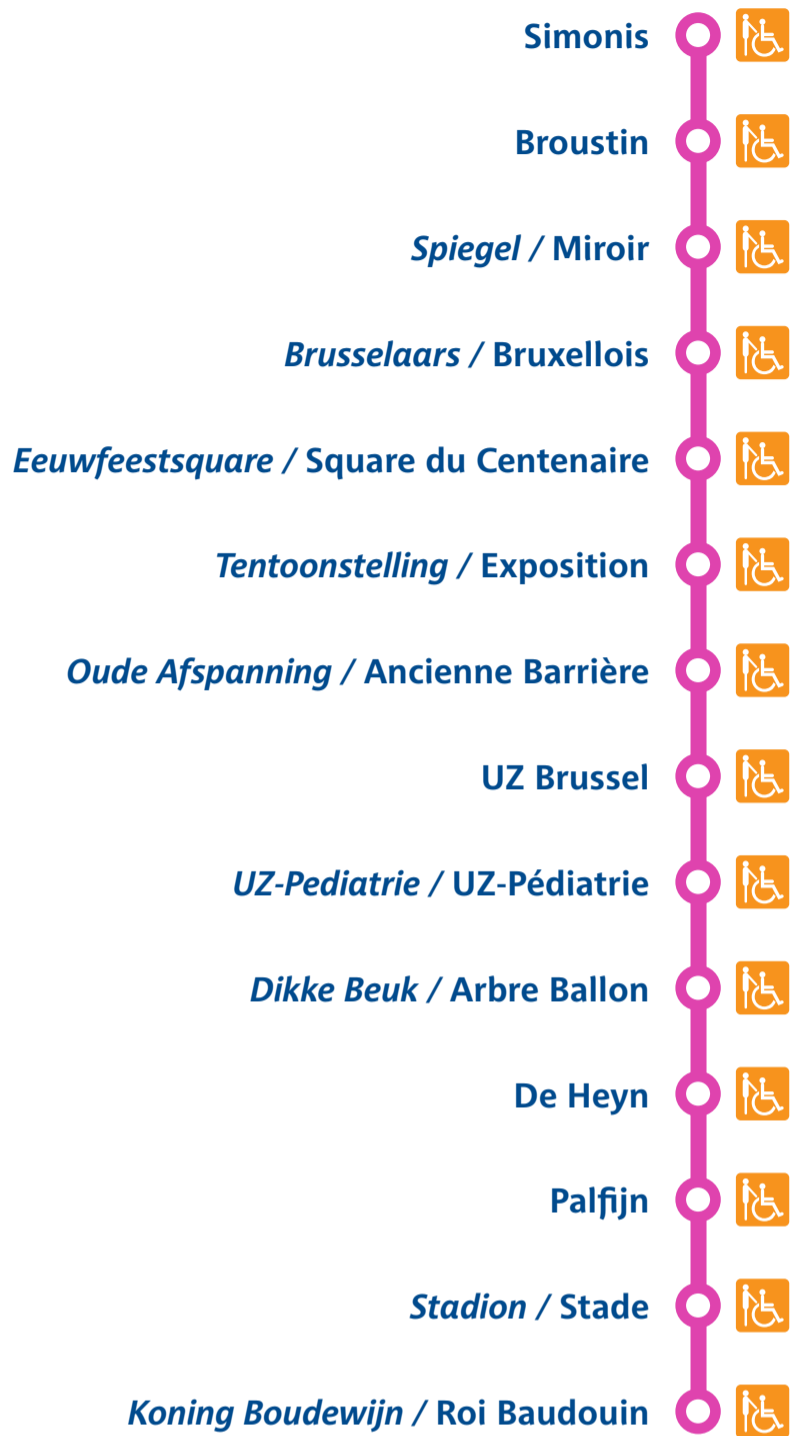 Simonis
Broustin
Spiegel / Miroir
Brusselaars / Bruxellois
Eeuwfeestsquare / Square du Centenaire
Tentoonstelling / Exposition
Oude Afspanning / Ancienne Barrière
UZ Brussel
UZ-Pediatrie / UZ-Pédiatrie
Dikke Beuk / Arbre Ballon
De Heyn
Palfijn
Stadion / Stade
Koning Boudewijn / Roi Baudouin